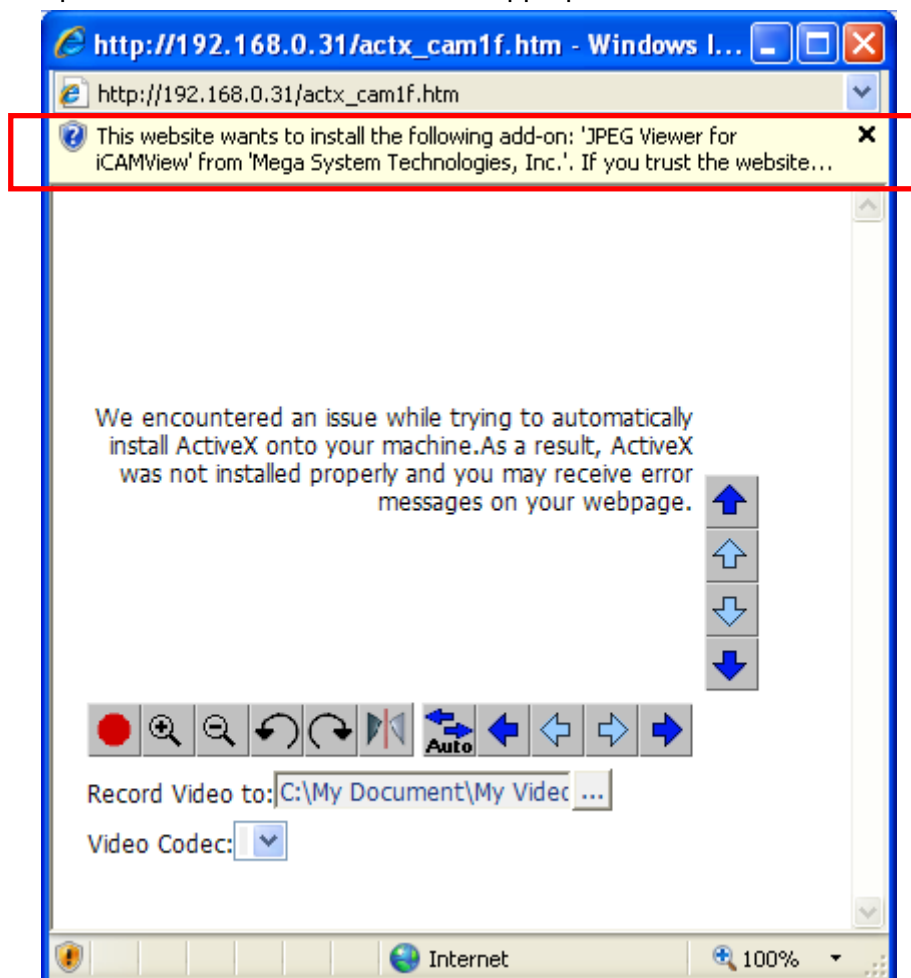 http://192.168.0.31/actx_cam1f.htm - Windows I...
http://192.168.0.31/actx_cam1f.htm
This website wants to install the following add-on: 'JPEG Viewer for
iCAMView' from 'Mega System Technologies, Inc.'. If you trust the website...
We encountered an issue while trying to automatically
install ActiveX onto your machine.As a result, ActiveX
was not installed properly and you may receive error
messages on your webpage.
Auto
Record Video to: C:\My Document\My Videc ...
Video Codec:
Internet 100%